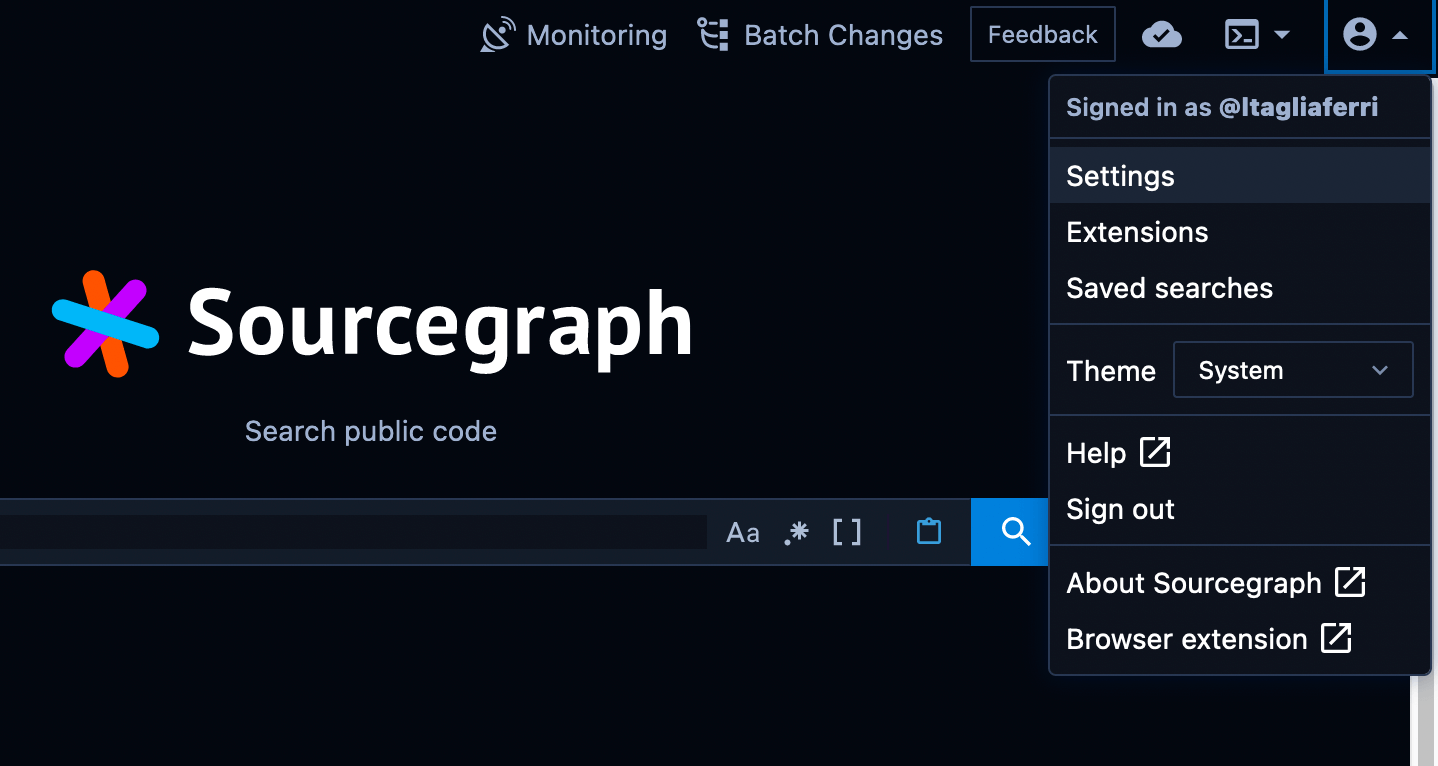 Monitoring Batch Changes Feedback
Signed in as @ltagliaferri
Settings
Extensions
Saved searches
Sourcegraph
Theme System
Search public code
Help
Sign out
Aa .* []
About Sourcegraph
Browser extension